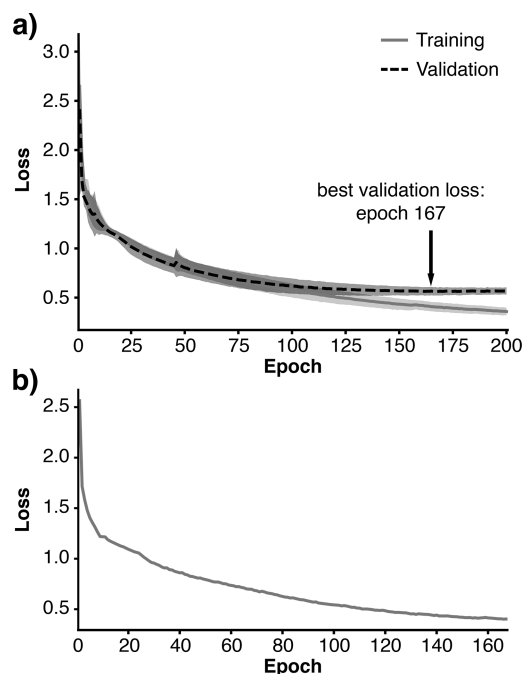 a)
3.0
2.5
2.0
1.5
1.0
0.5
Loss
Training
Validation
best validation loss:
epoch 167
0 25 50 75 100 125 150 175 200
Epoch
b)
2.5
2.0
1.5
1.0
0.5
Loss
0 20 40 60 80 100 120 140 160
Epoch